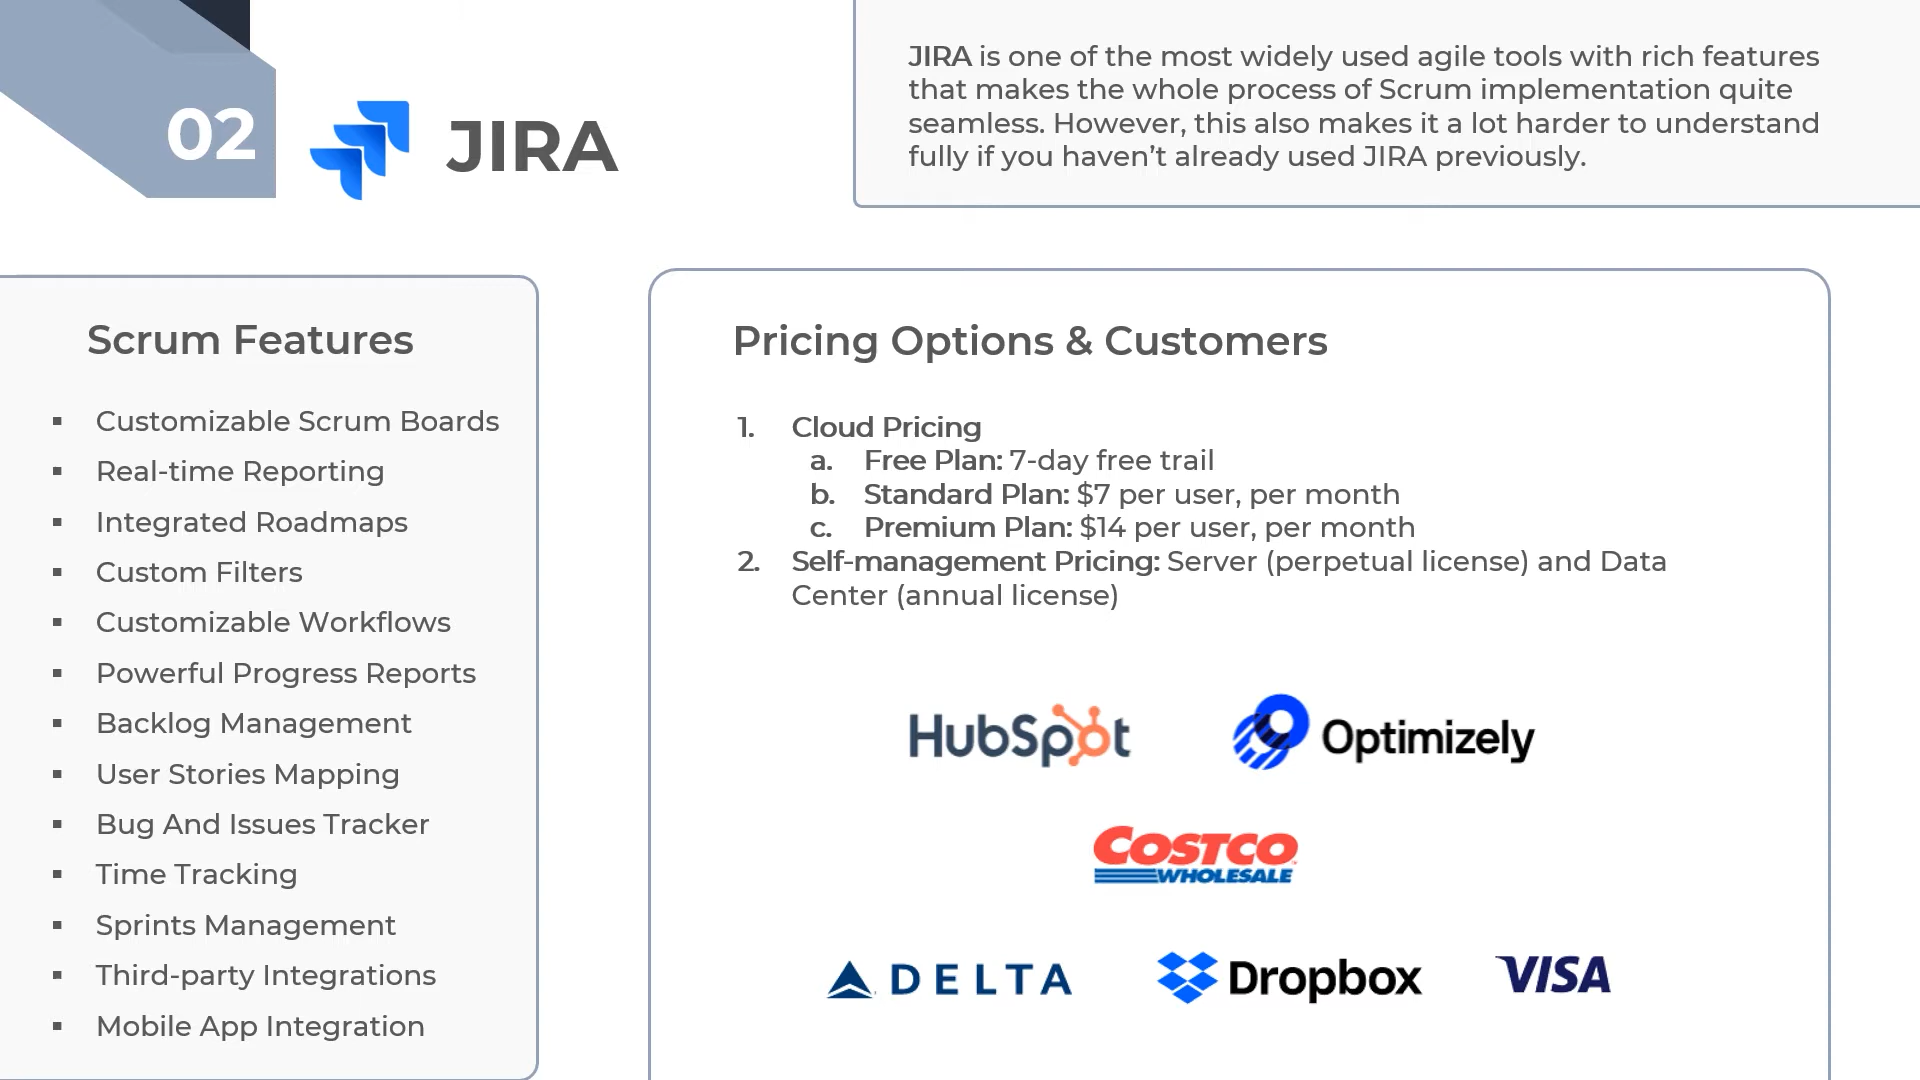 02
JIRA
JIRA is one of the most widely used agile tools with rich features
that makes the whole process of Scrum implementation quite
seamless. However, this also makes it a lot harder to understand
fully if you haven’t already used JIRA previously.
Scrum Features
▪ Customizable Scrum Boards
▪ Real-time Reporting
▪ Integrated Roadmaps
▪ Custom Filters
▪ Customizable Workflows
▪ Powerful Progress Reports
▪ Backlog Management
▪ User Stories Mapping
▪ Bug And Issues Tracker
▪ Time Tracking
▪ Sprints Management
▪ Third-party Integrations
▪ Mobile App Integration
Pricing Options & Customers
1. Cloud Pricing
a. Free Plan: 7-day free trail
b. Standard Plan: $7 per user, per month
c. Premium Plan: $14 per user, per month
2. Self-management Pricing: Server (perpetual license) and Data
Center (annual license)
HubSpot
Optimizely
COSTCO
WHOLESALE
DELTA
Dropbox
VISA